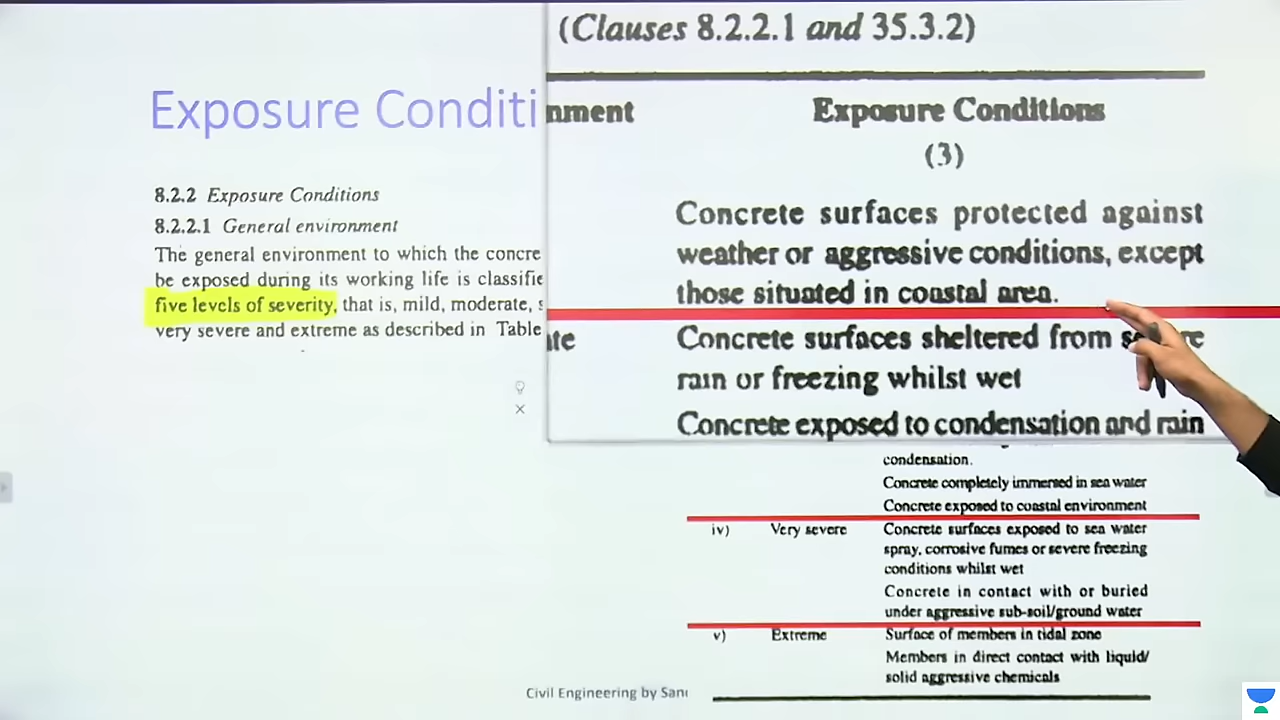 Exposure Conditi
8.2.2 Exposure Conditions
8.2.2.1 General environment
The general environment to which the concre
be exposed during its working life is classifie
five levels of severity, that is, mild, moderate, s
very severe and extreme as described in Table
(Clauses 8.2.2.1 and 35.3.2)
nment Exposure Conditions
(3)
Concrete surfaces protected against
weather or aggressive conditions, except
those situated in coastal area.
te Concrete surfaces sheltered from
rain or freezing whilst wet
Concrete exposed to condensation and rain
condensation.
Concrete completely immersed in sea water
Concrete exposed to coastal environment
iv) Very severe Concrete surfaces exposed to sea water
spray, corrosive fumes or severe freezing
conditions whilst wet
Concrete in contact with or buried
under aggressive sub-soil/ground water
v) Extreme Surface of members in tidal zone
Members in direct contact with liquid/
solid aggressive chemicals
Civil Engineering by San